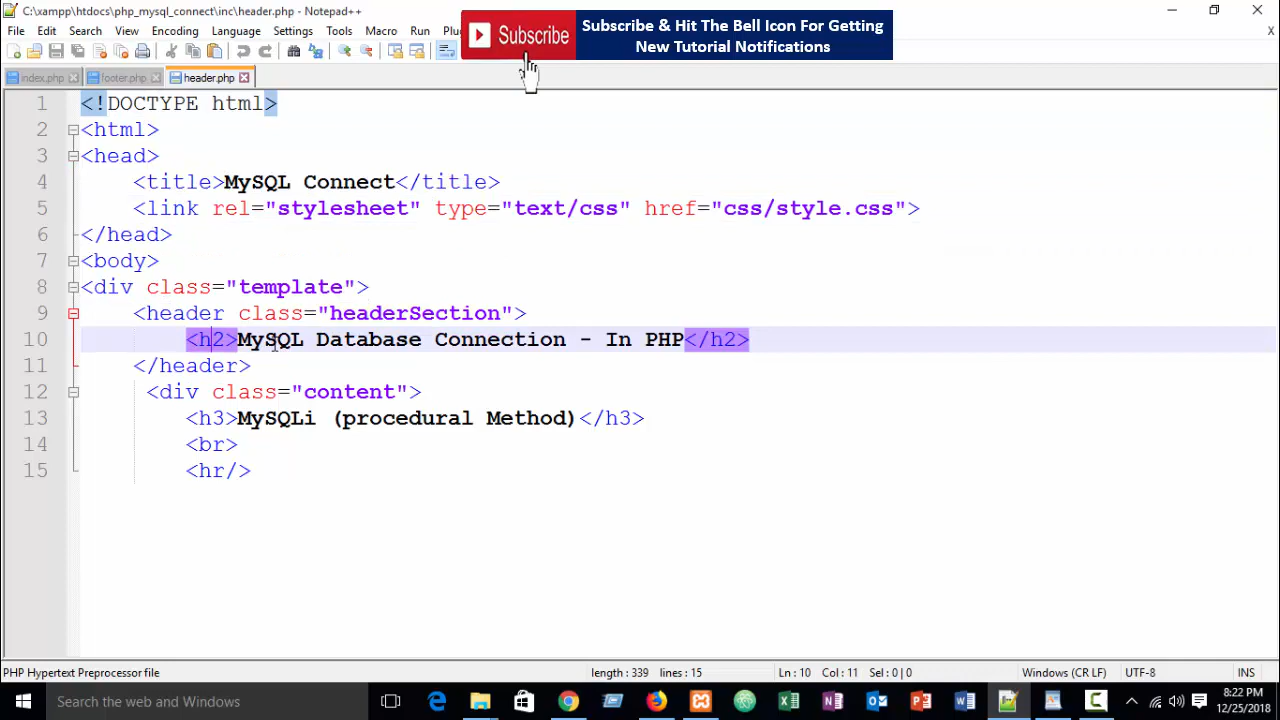 C:\xampp\htdocs\php_mysql_connect\inc\header.php - Notepad++
Subscribe
Subscribe & Hit The Bell Icon For Getting
New Tutorial Notifications
File Edit Search View Encoding Language Settings Tools Macro Run Plu
X
index.php footer.php header.php
1 <!DOCTYPE html>
2 <html>
3 <head>
4 <title>MySQL Connect</title>
5 <link rel="stylesheet" type="text/css" href="css/style.css">
6 </head>
7 <body>
8 <div class="template">
9 <header class="headerSection">
10 <h2>MySQL Database Connection - In PHP</h2>
11 </header>
12 <div class="content">
13 <h3>MySQLi (procedural Method)</h3>
14 <br>
15 <hr/>
PHP Hypertext Preprocessor file length : 339 lines : 15 Ln : 10 Col : 11 Sel : 0 | 0 Windows (CR LF) UTF-8 INS
Search the web and Windows
8:22 PM
12/25/2018